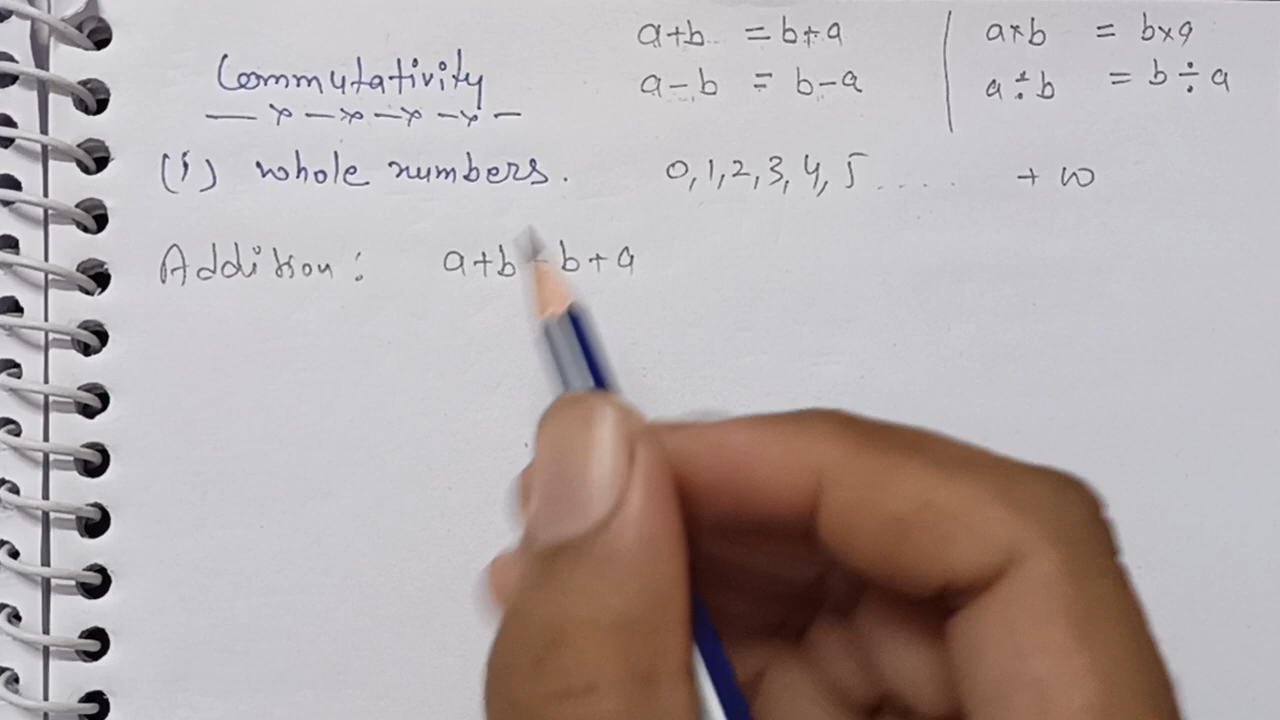 a+b = b+a | a×b = b×a
Commutativity
a-b = b-a | a÷b = b÷a
(i) whole numbers. 0, 1, 2, 3, 4, 5 ..... + ∞
Addition: a+b = b+a